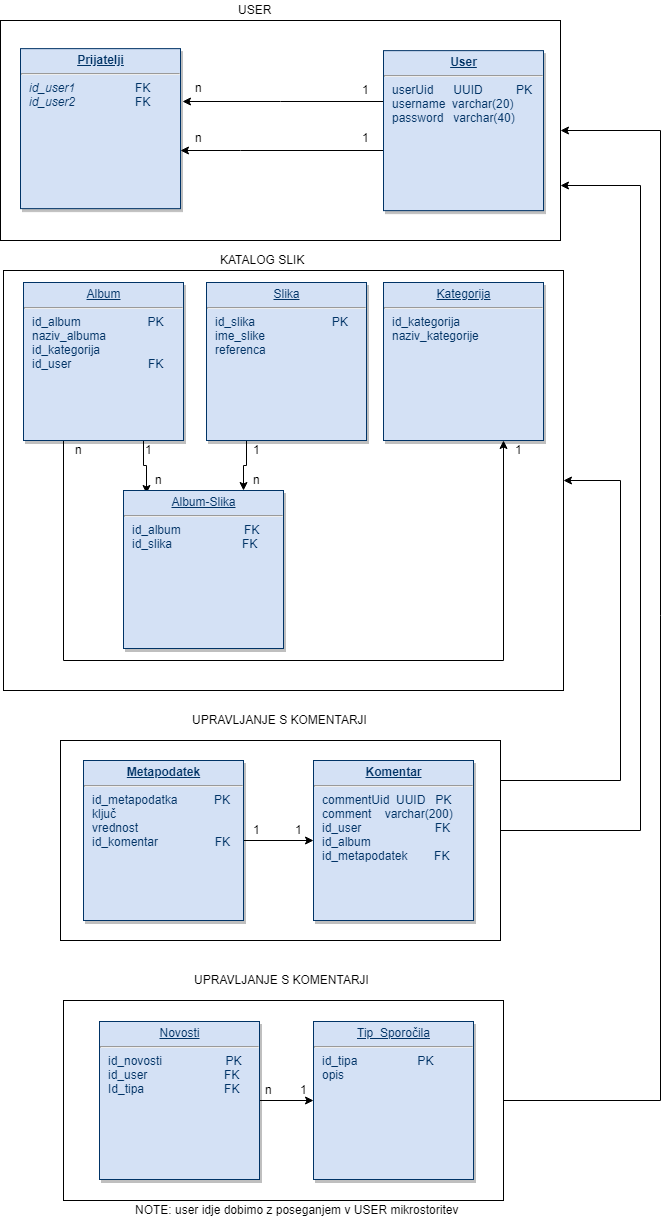 USER
Prijatelji
id_user1 FK
id_user2 FK
n
1
n
1
User
userUid UUID PK
username varchar(20)
password varchar(40)
KATALOG SLIK
Album
id_album PK
naziv_albuma
id_kategorija
id_user FK
Slika
id_slika PK
ime_slike
referenca
Kategorija
id_kategorija
naziv_kategorije
n
1
1
1
n
n
Album-Slika
id_album FK
id_slika FK
UPRAVLJANJE S KOMENTARJI
Metapodatek
id_metapodatka PK
ključ
vrednost
id_komentar FK
1
1
Komentar
commentUid UUID PK
comment varchar(200)
id_user FK
id_album
id_metapodatek FK
UPRAVLJANJE S KOMENTARJI
Novosti
id_novosti PK
id_user FK
Id_tipa FK
n
1
Tip_Sporočila
id_tipa PK
opis
NOTE: user idje dobimo z poseganjem v USER mikrostoritev